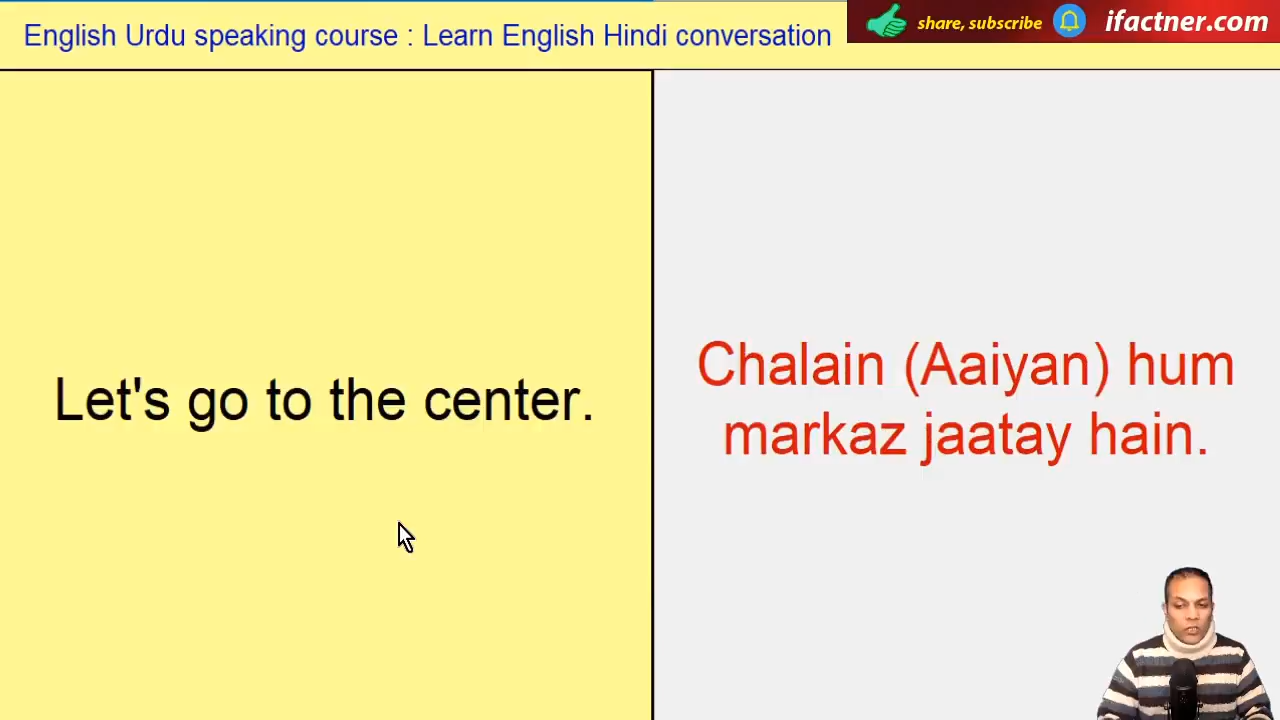 English Urdu speaking course : Learn English Hindi conversation
share, subscribe
ifactner.com
Let's go to the center.
Chalain (Aaiyan) hum
markaz jaatay hain.